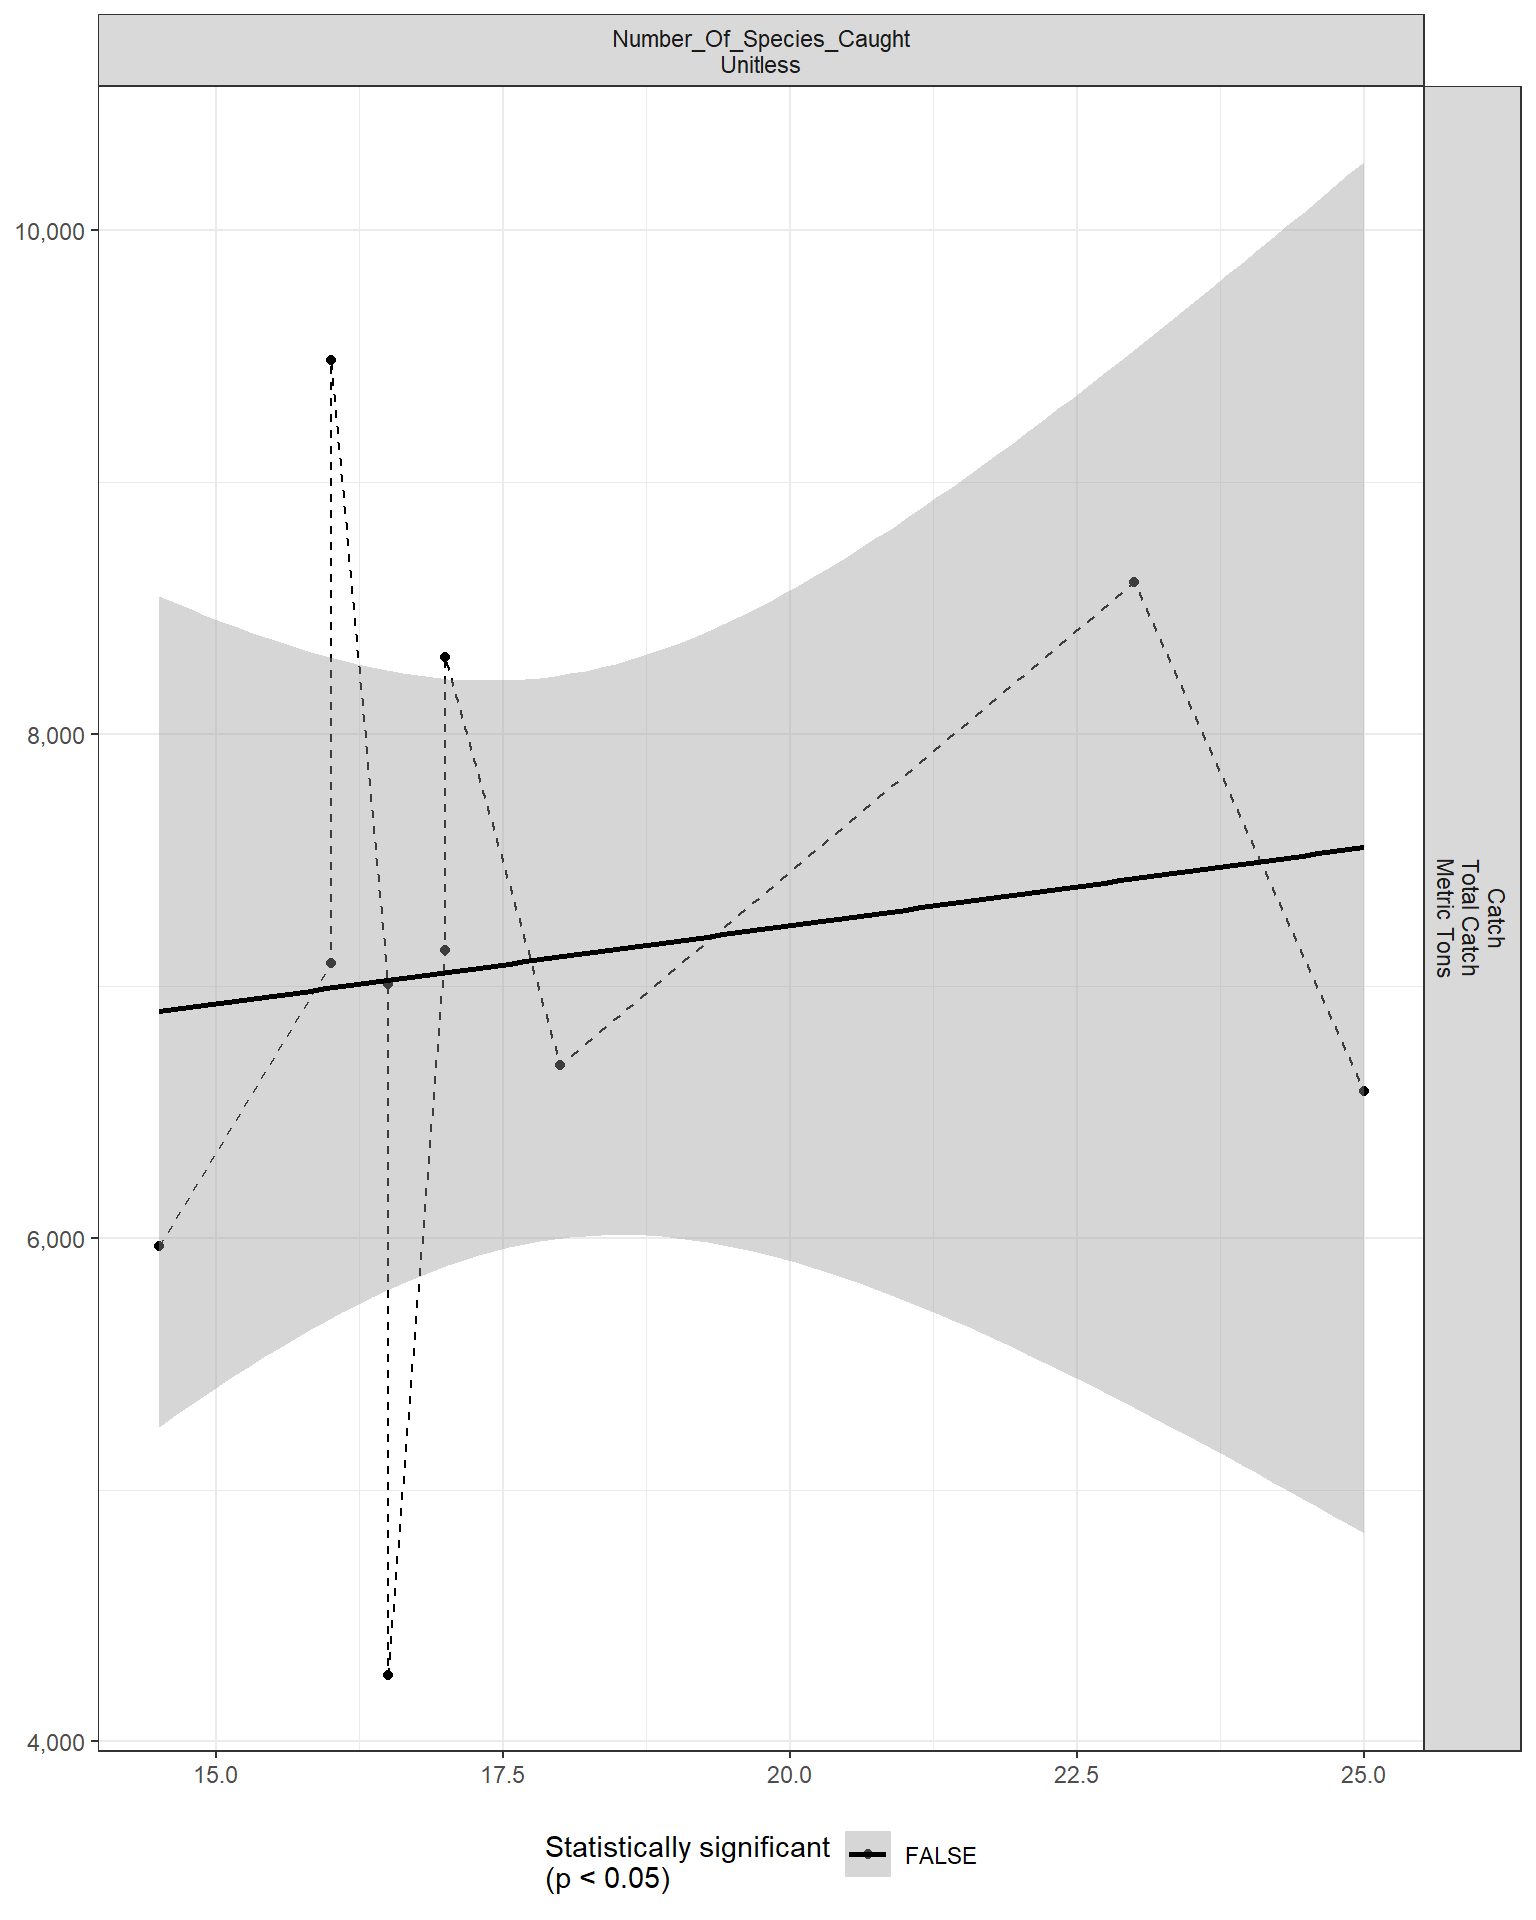 Number_Of_Species_Caught
Unitless
10,000
8,000
6,000
4,000
Catch
Total Catch
Metric Tons
15.0
17.5
20.0
22.5
25.0
Statistically significant
(p < 0.05)
FALSE